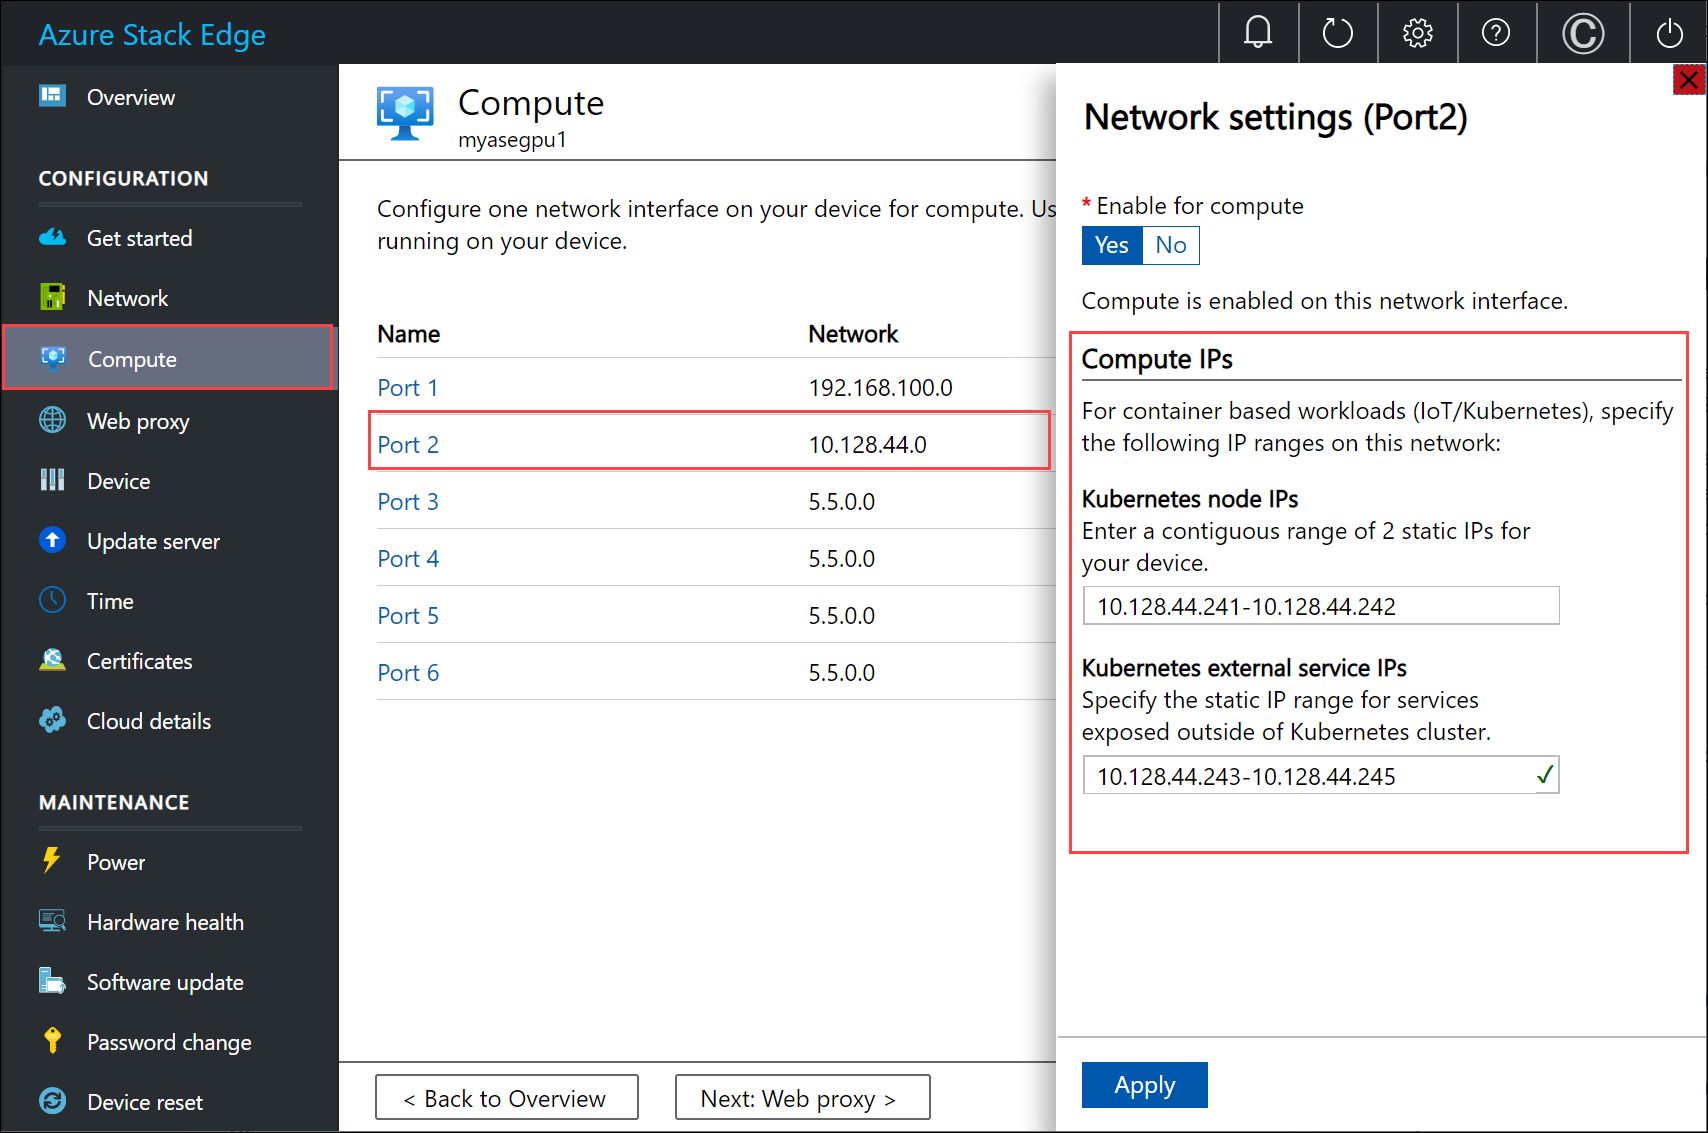 Azure Stack Edge
Overview
CONFIGURATION
Get started
Network
Compute
Web proxy
Device
Update server
Time
Certificates
Cloud details
MAINTENANCE
Power
Hardware health
Software update
Password change
Device reset
Compute
myasegpu1
Configure one network interface on your device for compute. Us
running on your device.
Name Network
Port 1 192.168.100.0
Port 2 10.128.44.0
Port 3 5.5.0.0
Port 4 5.5.0.0
Port 5 5.5.0.0
Port 6 5.5.0.0
< Back to Overview Next: Web proxy >
Network settings (Port2)
* Enable for compute
Yes No
Compute is enabled on this network interface.
Compute IPs
For container based workloads (IoT/Kubernetes), specify
the following IP ranges on this network:
Kubernetes node IPs
Enter a contiguous range of 2 static IPs for
your device.
10.128.44.241-10.128.44.242
Kubernetes external service IPs
Specify the static IP range for services
exposed outside of Kubernetes cluster.
10.128.44.243-10.128.44.245
Apply